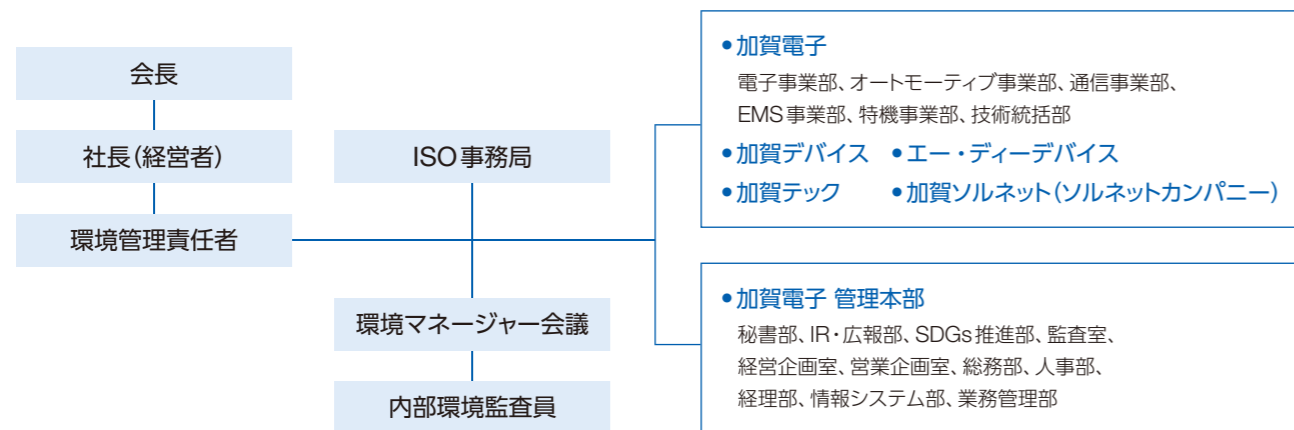 会長
社長（経営者）
環境管理責任者
ISO事務局
環境マネージャー会議
内部環境監査員
•加賀電子
電子事業部、オートモーティブ事業部、通信事業部、
EMS事業部、特機事業部、技術統括部
•加賀デバイス •エー・ディーデバイス
•加賀テック •加賀ソルネット（ソルネットカンパニー）
•加賀電子 管理本部
秘書部、IR・広報部、SDGs推進部、監査室、
経営企画室、営業企画室、総務部、人事部、
経理部、情報システム部、業務管理部